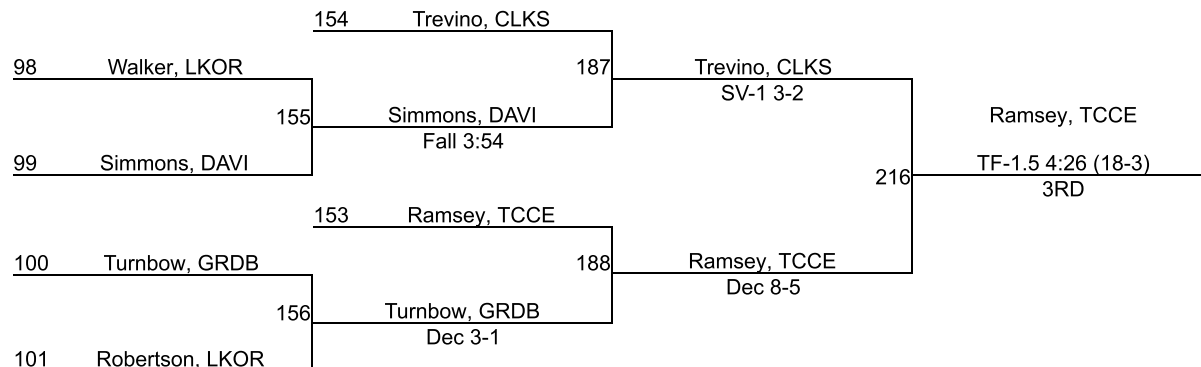 154 Trevino, CLKS
98 Walker, LKOR
187 Trevino, CLKS
SV-1 3-2
155 Simmons, DAVI
Fall 3:54
Ramsey, TCCE
99 Simmons, DAVI
TF-1.5 4:26 (18-3)
216
3RD
153 Ramsey, TCCE
100 Turnbow, GRDB
188 Ramsey, TCCE
Dec 8-5
156 Turnbow, GRDB
Dec 3-1
101 Robertson, LKOR